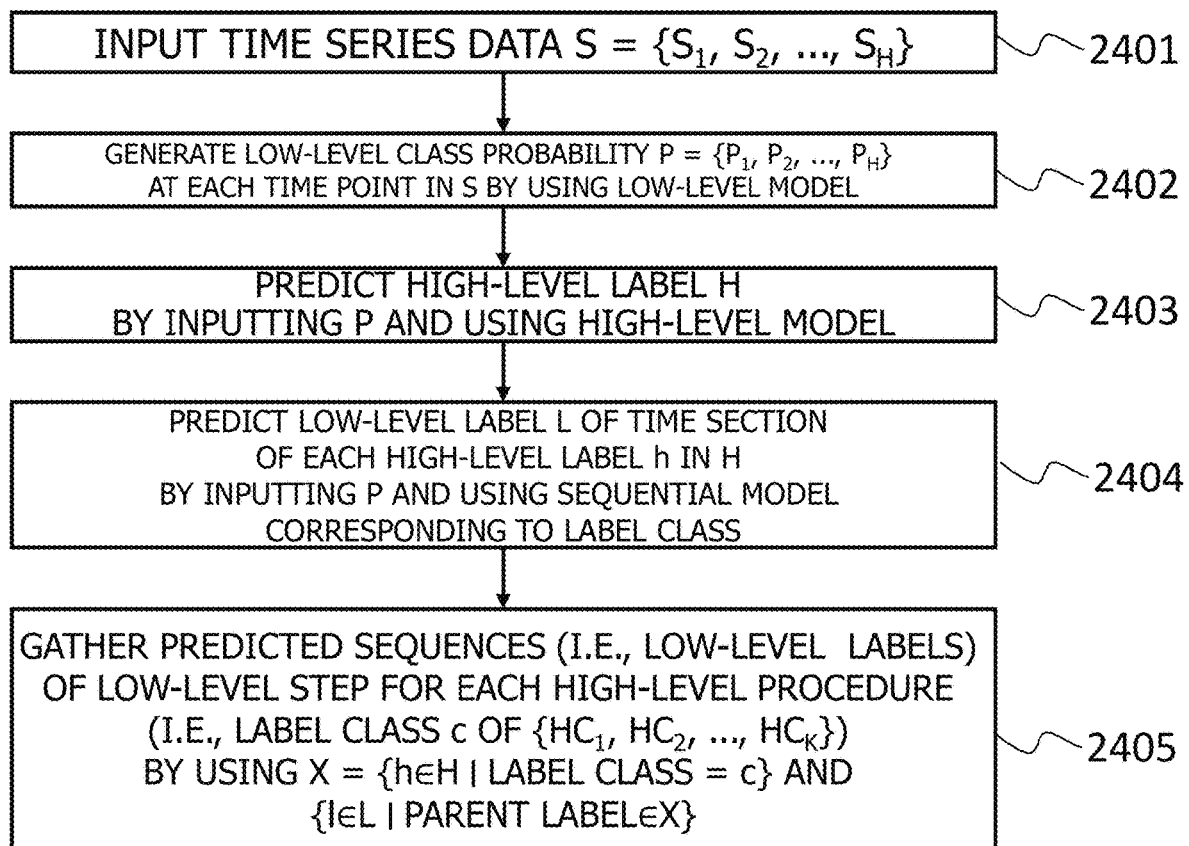 INPUT TIME SERIES DATA S = {S₁, S₂, ..., S_H}
2401
GENERATE LOW-LEVEL CLASS PROBABILITY P = {P₁, P₂, ..., P_H}
AT EACH TIME POINT IN S BY USING LOW-LEVEL MODEL
2402
PREDICT HIGH-LEVEL LABEL H
BY INPUTTING P AND USING HIGH-LEVEL MODEL
2403
PREDICT LOW-LEVEL LABEL L OF TIME SECTION
OF EACH HIGH-LEVEL LABEL h IN H
BY INPUTTING P AND USING SEQUENTIAL MODEL
CORRESPONDING TO LABEL CLASS
2404
GATHER PREDICTED SEQUENCES (I.E., LOW-LEVEL LABELS)
OF LOW-LEVEL STEP FOR EACH HIGH-LEVEL PROCEDURE
(I.E., LABEL CLASS c OF {HC₁, HC₂, ..., HC_K})
BY USING X = {h∈H | LABEL CLASS = c} AND
{l∈L | PARENT LABEL∈X}
2405